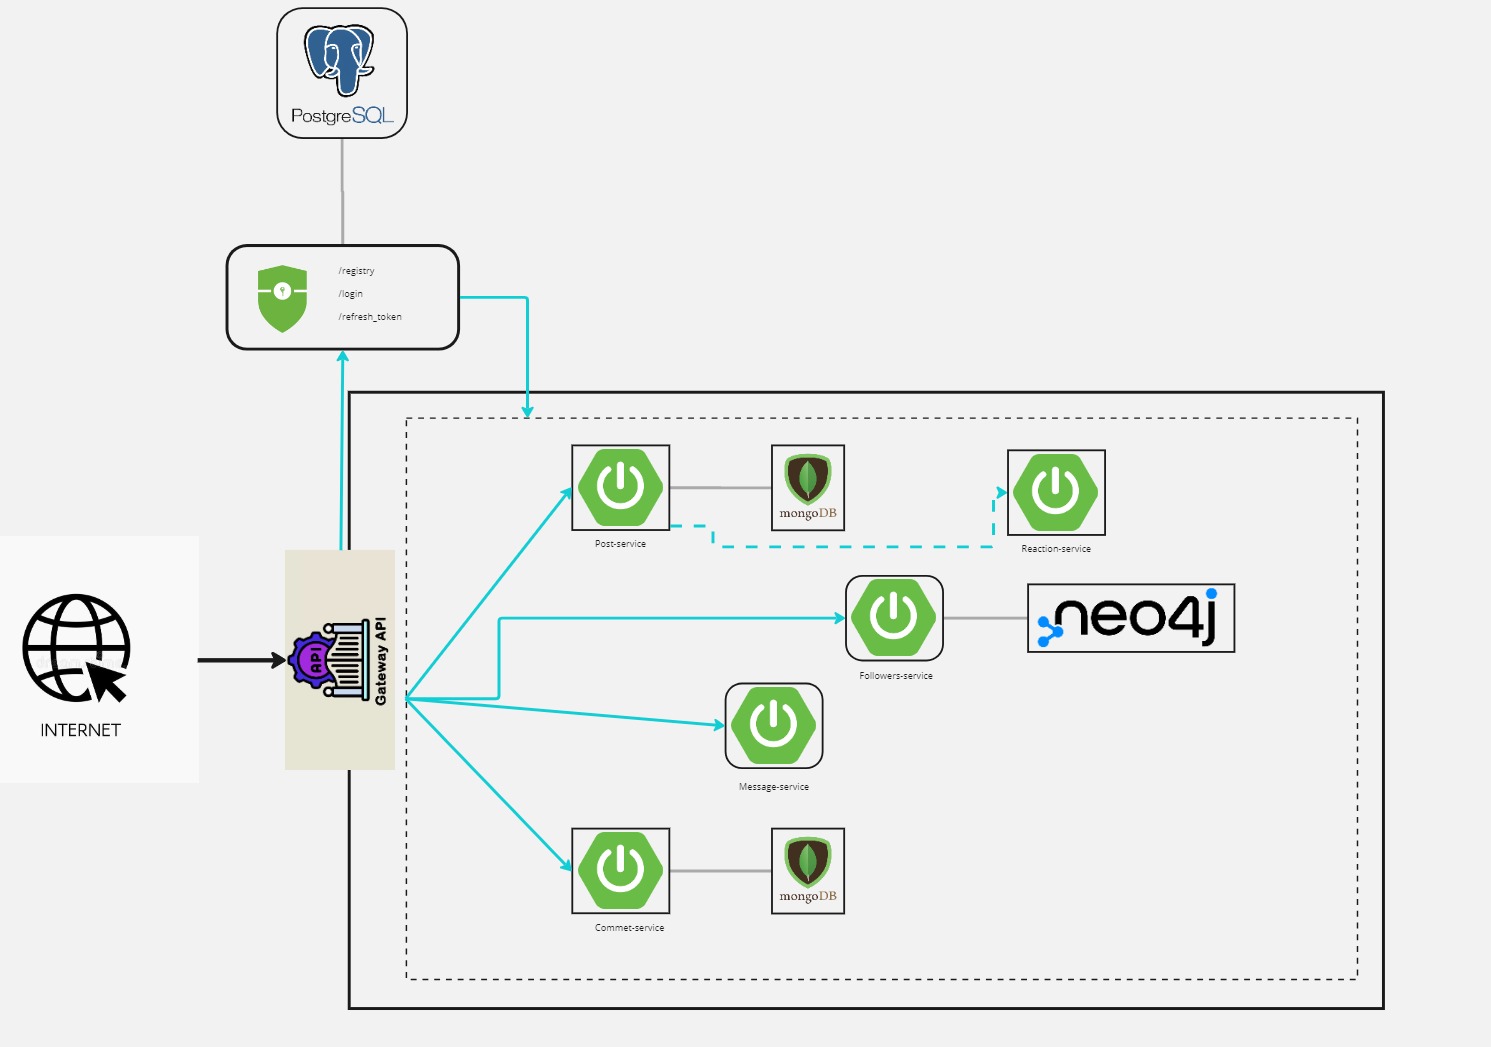 PostgreSQL
/registry
/login
/refresh_token
mongoDB
Post-service
Reaction-service
neo4j
Followers-service
API
Gateway API
INTERNET
Message-service
mongoDB
Commet-service